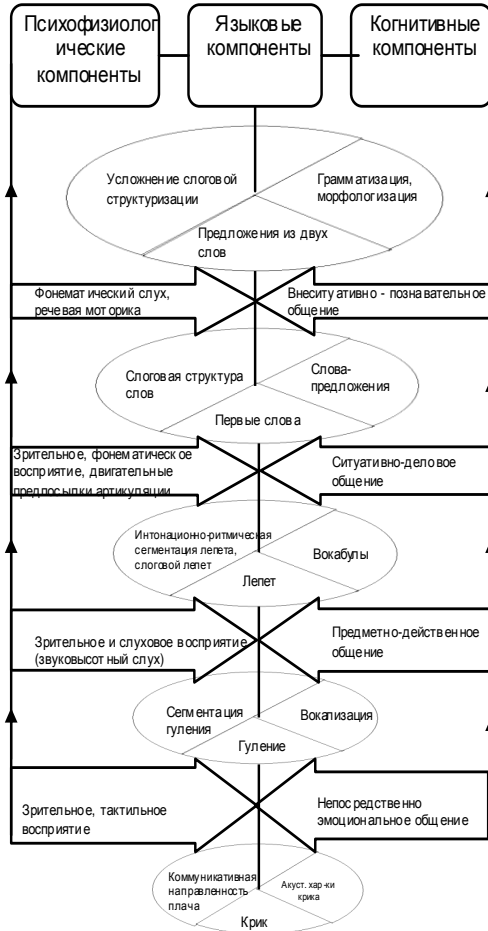 Психофизиолог
ические
компоненты
Языковые
компоненты
Когнитивные
компоненты
Усложнение слоговой
структуризации
Грамматизация,
морфологизация
Предложения из двух
слов
Фонематический слух,
речевая моторика
Внеситуативно - познавательное
общение
Слоговая структура
слов
Слова-
предложения
Первые слова
Зрительное, фонематическое
восприятие, двигательные
предпосылки артикуляции
Ситуативно-деловое
общение
Интонационно-ритмическая
сегментация лепета,
слоговой лепет
Вокабулы
Лепет
Зрительное и слуховое восприятие
(звуковысотный слух)
Предметно-действенное
общение
Сегментация
гуления
Вокализация
Гуление
Зрительное, тактильное
восприятие
Непосредственно
эмоциональное общение
Коммуникативная
направленность
плача
Акуст. хар-ки
крика
Крик